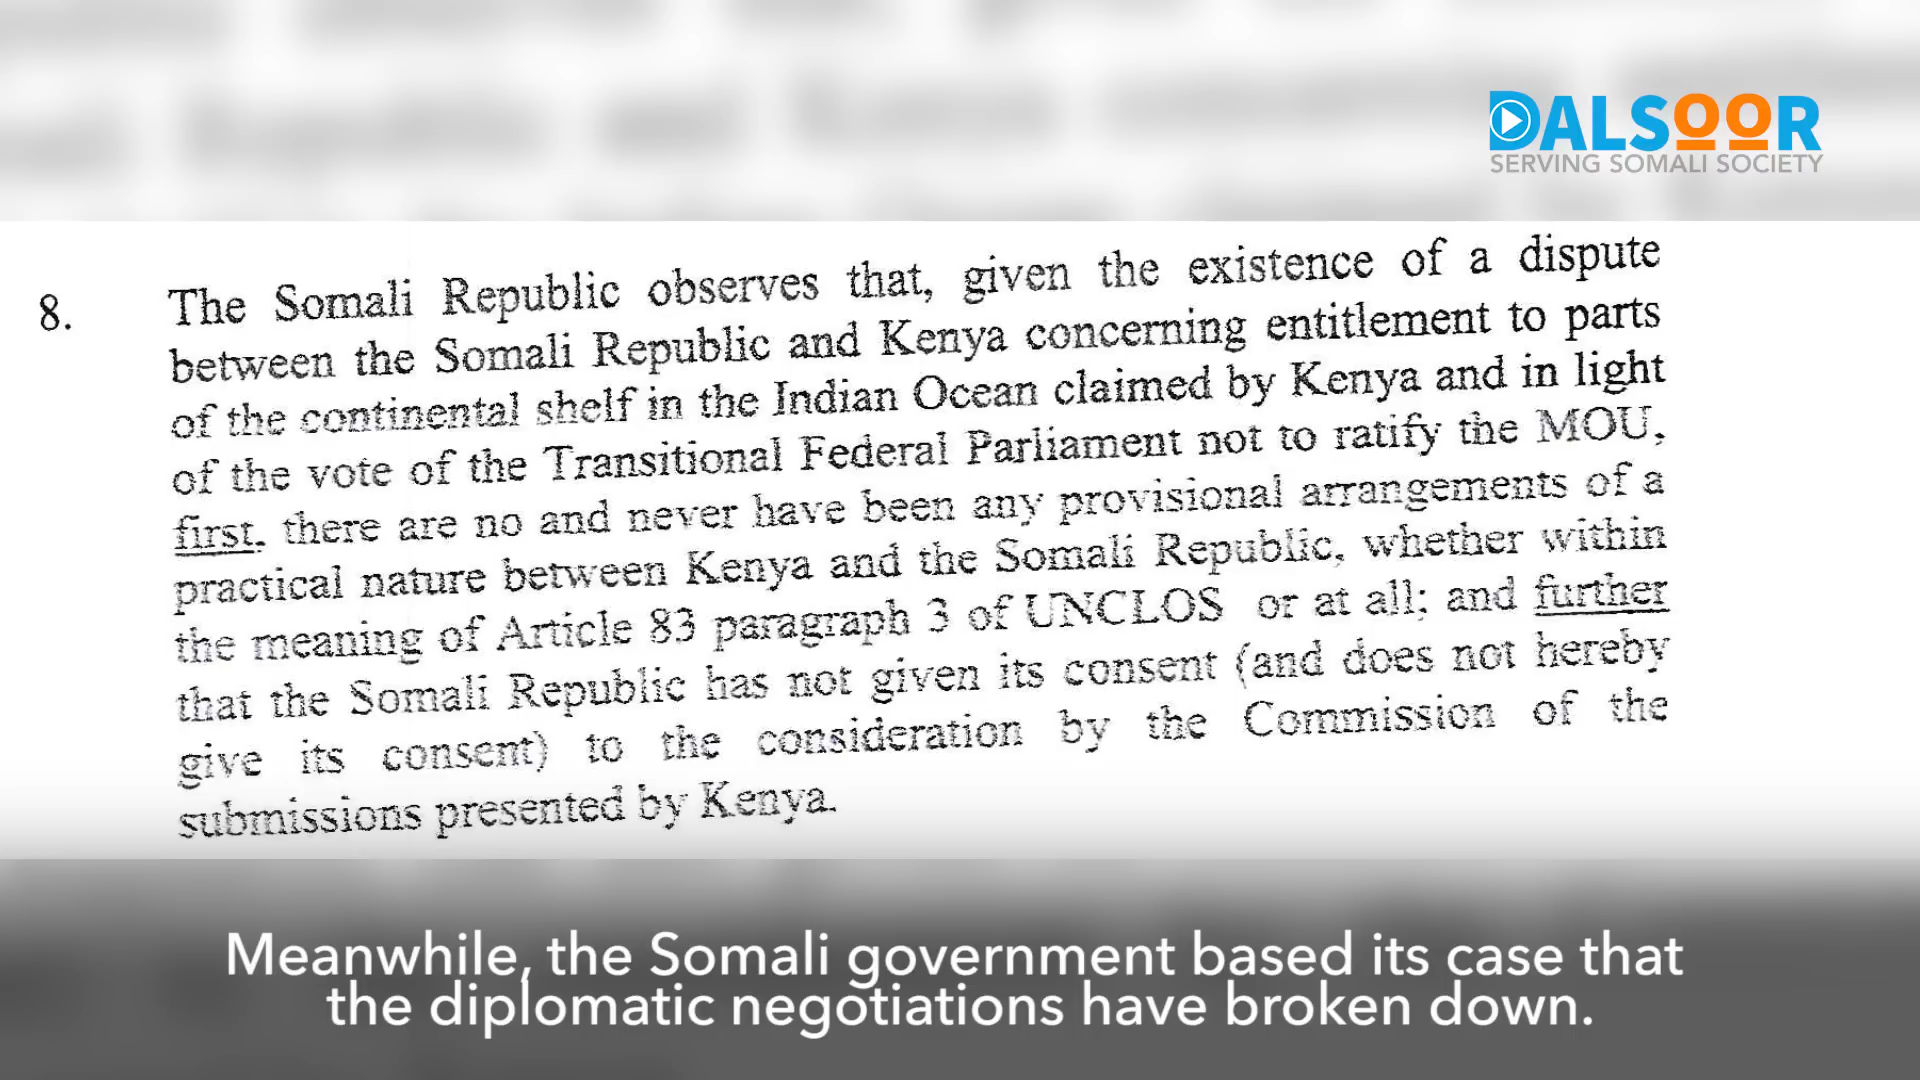 DALSOOR
SERVING SOMALI SOCIETY
8. The Somali Republic observes that, given the existence of a dispute
between the Somali Republic and Kenya concerning entitlement to parts
of the continental shelf in the Indian Ocean claimed by Kenya and in light
of the vote of the Transitional Federal Parliament not to ratify the MOU,
first, there are no and never have been any provisional arrangements of a
practical nature between Kenya and the Somali Republic, whether within
the meaning of Article 83 paragraph 3 of UNCLOS or at all; and further
that the Somali Republic has not given its consent (and does not hereby
give its consent) to the consideration by the Commission of the
submissions presented by Kenya.
Meanwhile, the Somali government based its case that
the diplomatic negotiations have broken down.